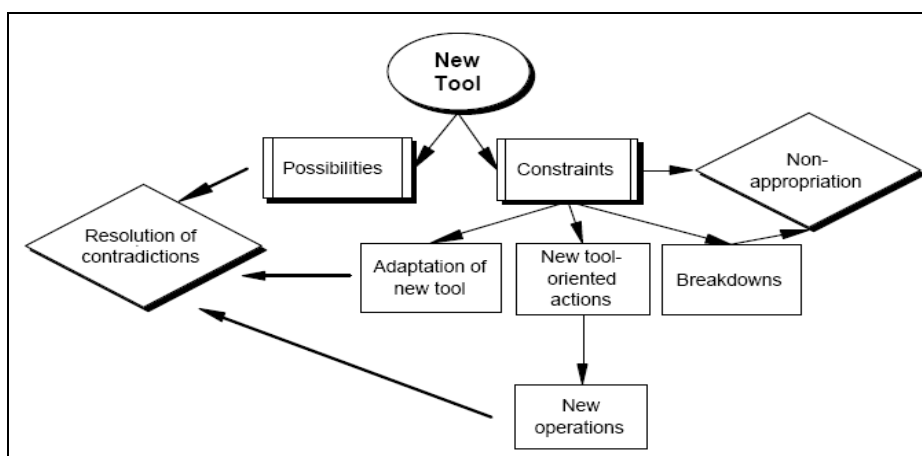 New
Tool
Possibilities
Constraints
Non-
appropriation
Resolution of
contradictions
Adaptation of
new tool
New tool-
oriented
actions
Breakdowns
New
operations